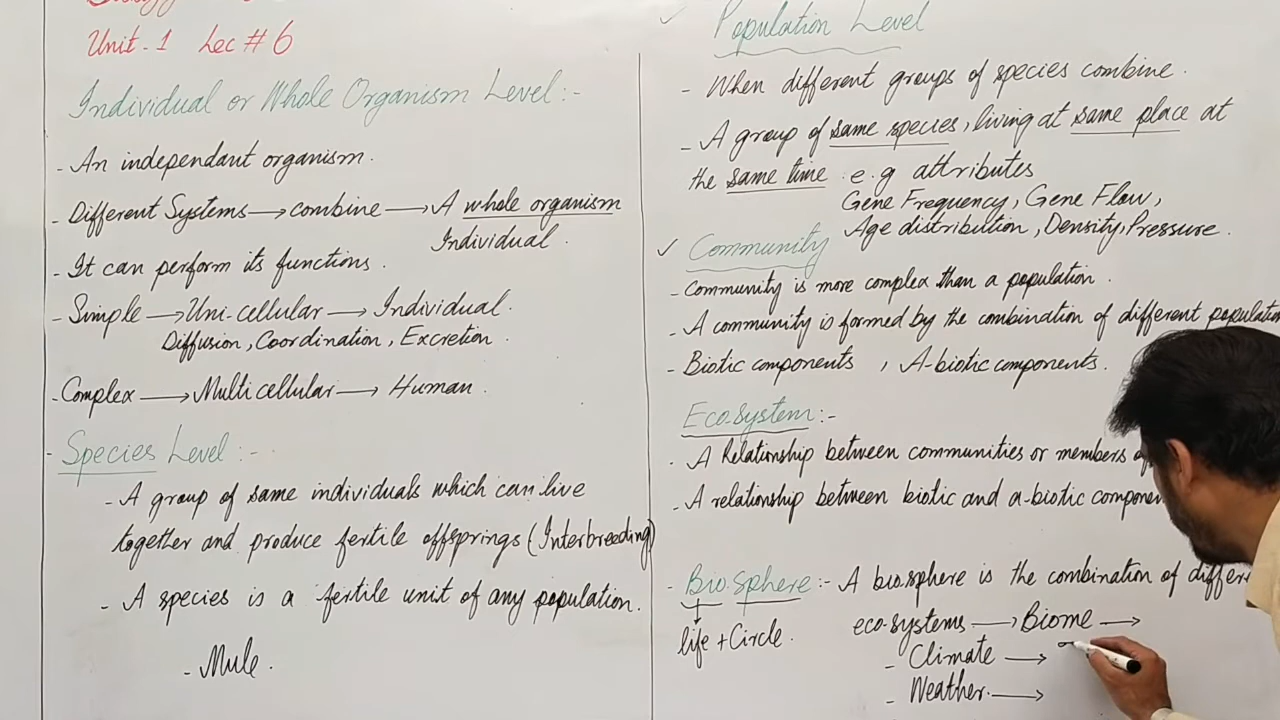 Unit - 1 Lec # 6
Individual or Whole Organism Level :-
- An independant organism.
- Different Systems → combine → A whole organism
Individual.
- It can perform its functions.
- Simple → Uni-cellular → Individual.
Diffusion, Coordination, Excretion.
- Complex → Multicellular → Human.
- Species Level :-
- A group of same individuals which can live
together and produce fertile offsprings (Interbreeding)
- A species is a fertile unit of any population.
- Mule.
✓ Population Level
- When different groups of species combine.
- A group of same species, living at same place at
the same time e.g attributes
Gene Frequency, Gene Flow,
Age distribution, Density, Pressure.
✓ Community
- Community is more complex than a population.
- A community is formed by the combination of different population
- Biotic components, A-biotic components.
Eco-System :-
- A Relationship between communities or members
- A relationship between biotic and a-biotic componen
- Bio.Sphere :- A bio.sphere is the combination of differ
life + Circle.
eco-systems → Biome →
- Climate →
- Weather. →